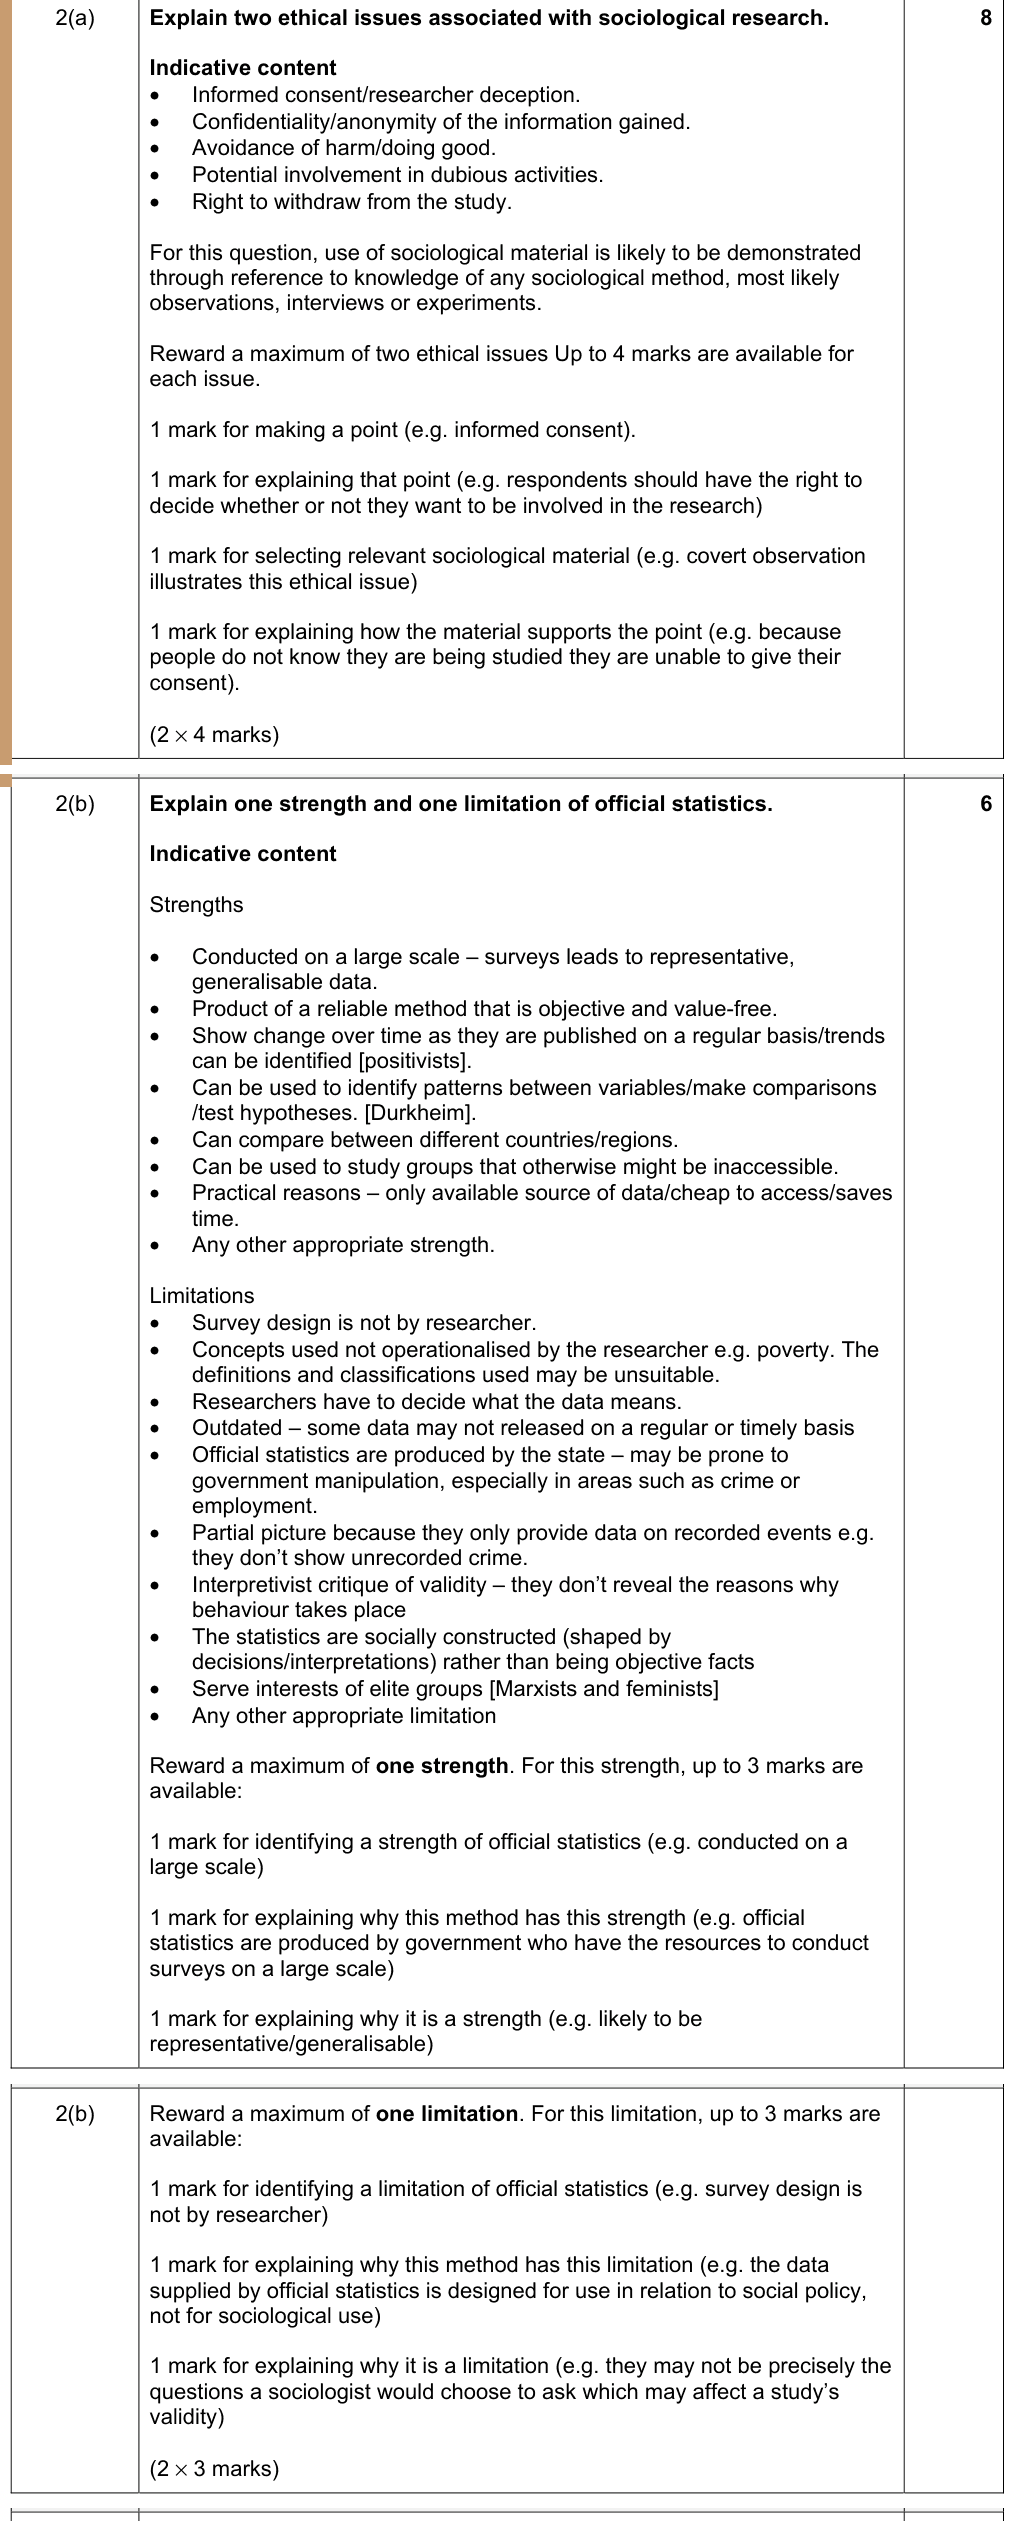 2(a)
Explain two ethical issues associated with sociological research.
8
Indicative content
• Informed consent/researcher deception.
• Confidentiality/anonymity of the information gained.
• Avoidance of harm/doing good.
• Potential involvement in dubious activities.
• Right to withdraw from the study.
For this question, use of sociological material is likely to be demonstrated
through reference to knowledge of any sociological method, most likely
observations, interviews or experiments.
Reward a maximum of two ethical issues Up to 4 marks are available for
each issue.
1 mark for making a point (e.g. informed consent).
1 mark for explaining that point (e.g. respondents should have the right to
decide whether or not they want to be involved in the research)
1 mark for selecting relevant sociological material (e.g. covert observation
illustrates this ethical issue)
1 mark for explaining how the material supports the point (e.g. because
people do not know they are being studied they are unable to give their
consent).
(2 × 4 marks)
2(b)
Explain one strength and one limitation of official statistics.
6
Indicative content
Strengths
• Conducted on a large scale – surveys leads to representative,
generalisable data.
• Product of a reliable method that is objective and value-free.
• Show change over time as they are published on a regular basis/trends
can be identified [positivists].
• Can be used to identify patterns between variables/make comparisons
/test hypotheses. [Durkheim].
• Can compare between different countries/regions.
• Can be used to study groups that otherwise might be inaccessible.
• Practical reasons – only available source of data/cheap to access/saves
time.
• Any other appropriate strength.
Limitations
• Survey design is not by researcher.
• Concepts used not operationalised by the researcher e.g. poverty. The
definitions and classifications used may be unsuitable.
• Researchers have to decide what the data means.
• Outdated – some data may not released on a regular or timely basis
• Official statistics are produced by the state – may be prone to
government manipulation, especially in areas such as crime or
employment.
• Partial picture because they only provide data on recorded events e.g.
they don't show unrecorded crime.
• Interpretivist critique of validity – they don't reveal the reasons why
behaviour takes place
• The statistics are socially constructed (shaped by
decisions/interpretations) rather than being objective facts
• Serve interests of elite groups [Marxists and feminists]
• Any other appropriate limitation
Reward a maximum of one strength. For this strength, up to 3 marks are
available:
1 mark for identifying a strength of official statistics (e.g. conducted on a
large scale)
1 mark for explaining why this method has this strength (e.g. official
statistics are produced by government who have the resources to conduct
surveys on a large scale)
1 mark for explaining why it is a strength (e.g. likely to be
representative/generalisable)
2(b)
Reward a maximum of one limitation. For this limitation, up to 3 marks are
available:
1 mark for identifying a limitation of official statistics (e.g. survey design is
not by researcher)
1 mark for explaining why this method has this limitation (e.g. the data
supplied by official statistics is designed for use in relation to social policy,
not for sociological use)
1 mark for explaining why it is a limitation (e.g. they may not be precisely the
questions a sociologist would choose to ask which may affect a study's
validity)
(2 × 3 marks)